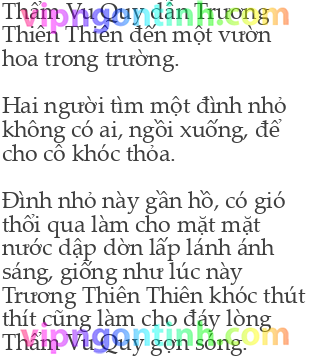 Thẩm Vu Quy dẫn Trương
Thiên Thiên đến một vườn
hoa trong trường.
Hai người tìm một đình nhỏ
không có ai, ngồi xuống, để
cho cô khóc thỏa.
Đình nhỏ này gần hồ, có gió
thổi qua làm cho mặt mặt
nước dập dờn lấp lánh ánh
sáng, giống như lúc này
Trương Thiên Thiên khóc thút
thít cũng làm cho đáy lòng
Thẩm Vu Quy gợn sóng.
vipngontinh.com
vipngontinh.com